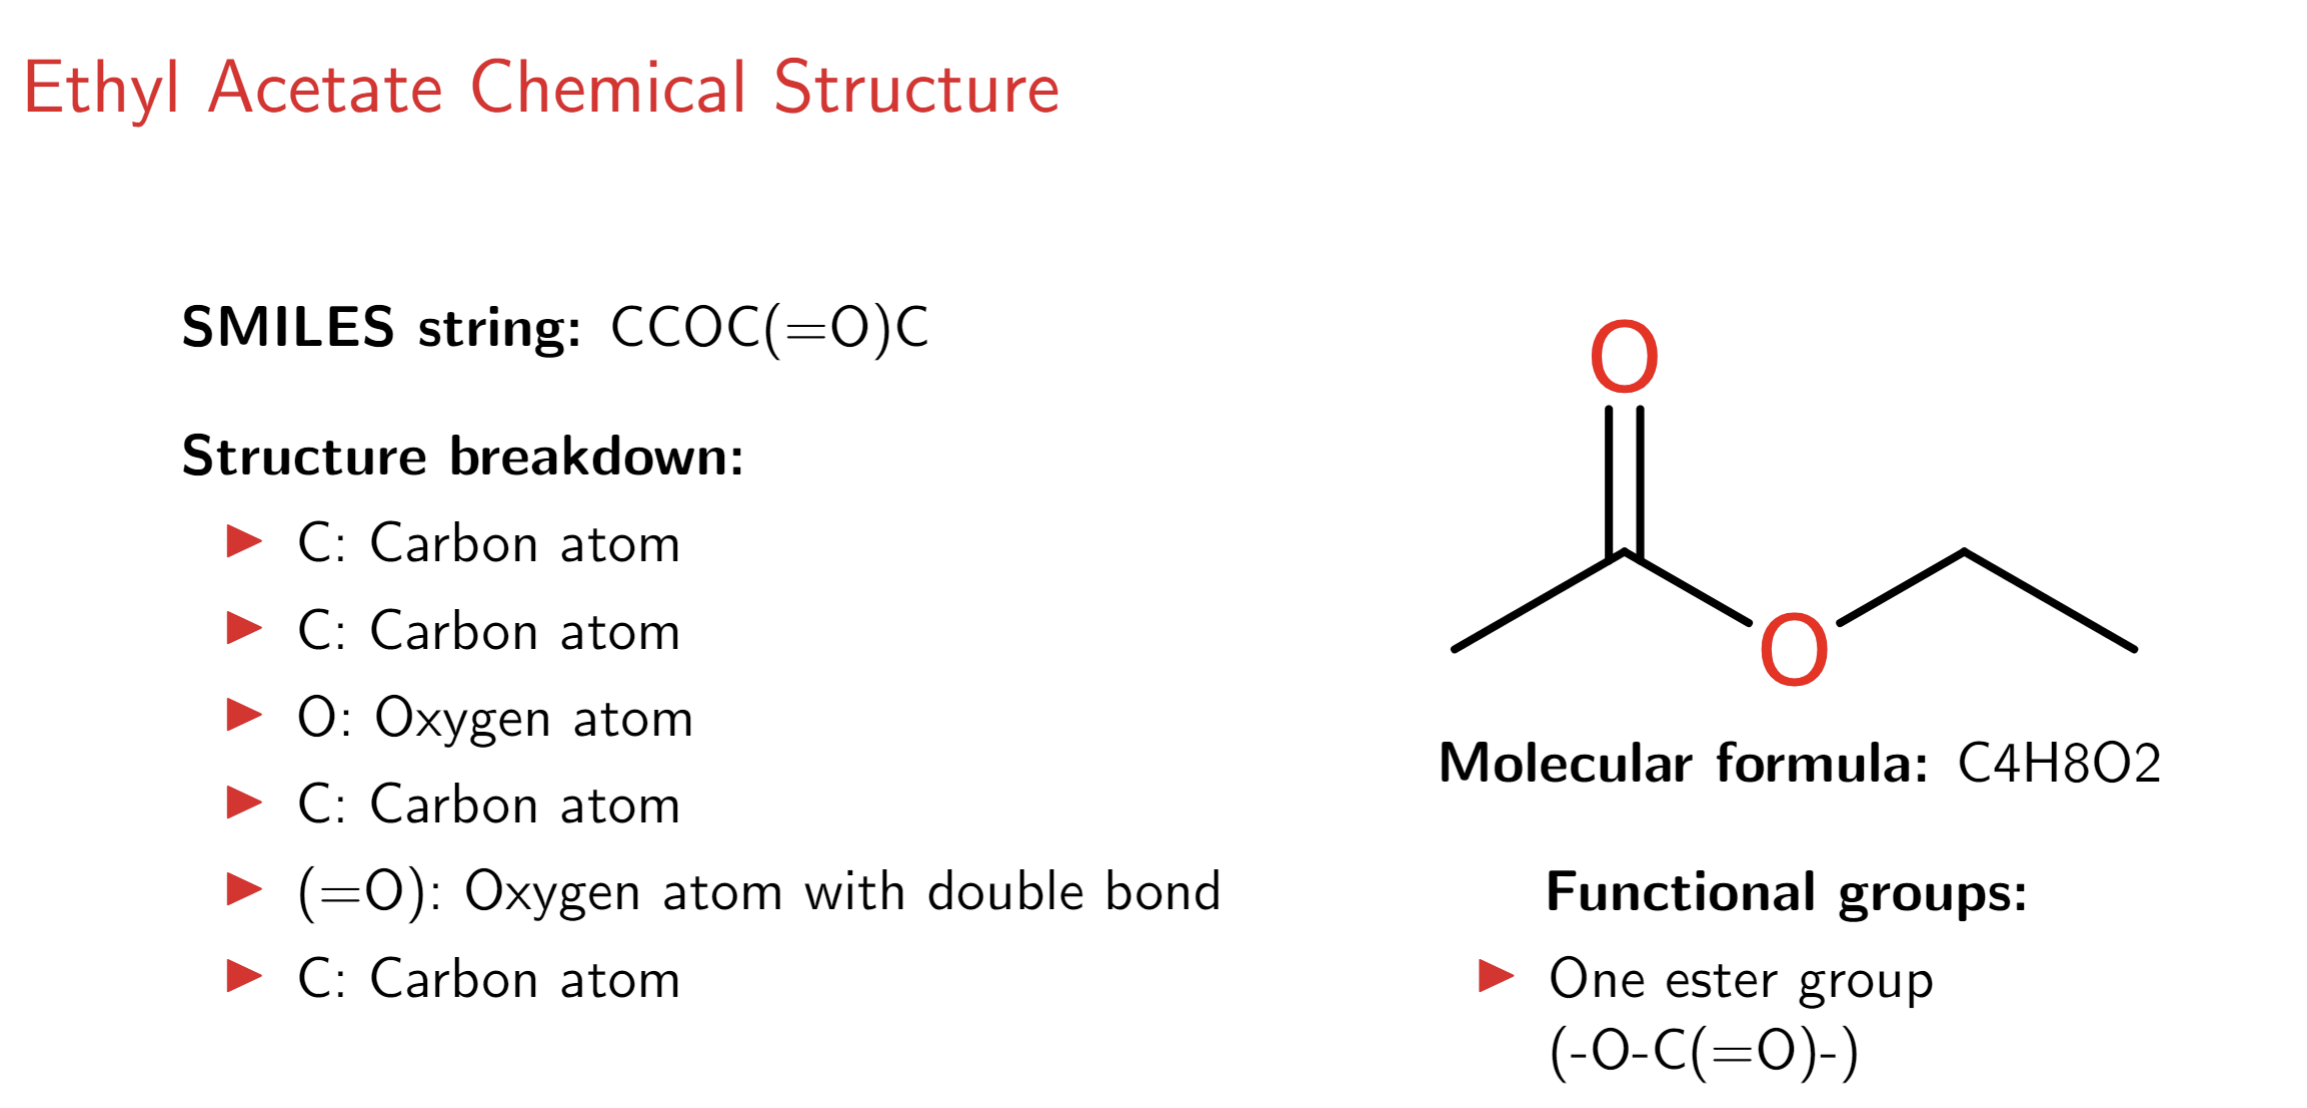 Ethyl Acetate Chemical Structure
SMILES string: CCOC(=O)C
Structure breakdown:
▶ C: Carbon atom
▶ C: Carbon atom
▶ O: Oxygen atom
▶ C: Carbon atom
▶ (=O): Oxygen atom with double bond
▶ C: Carbon atom
O
O
Molecular formula: C4H8O2
Functional groups:
▶ One ester group
(-O-C(=O)-)